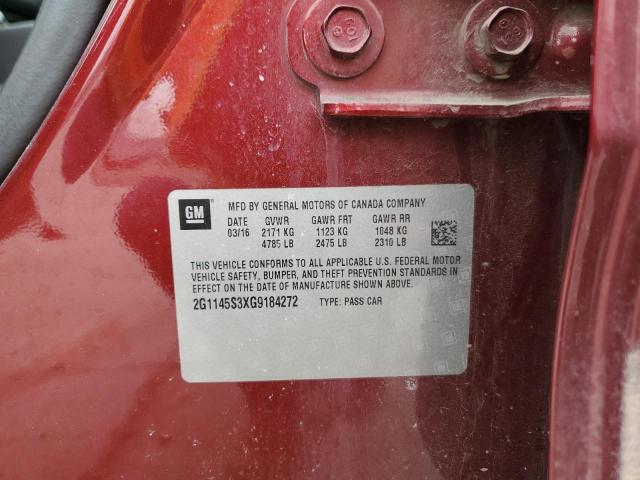 GM
MFD BY GENERAL MOTORS OF CANADA COMPANY
DATE GVWR GAWR FRT GAWR RR
03/16 2171 KG 1123 KG 1048 KG
4785 LB 2475 LB 2310 LB
THIS VEHICLE CONFORMS TO ALL APPLICABLE U.S. FEDERAL MOTOR
VEHICLE SAFETY, BUMPER, AND THEFT PREVENTION STANDARDS IN
EFFECT ON THE DATE OF MANUFACTURE SHOWN ABOVE.
2G1145S3XG9184272 TYPE: PASS CAR